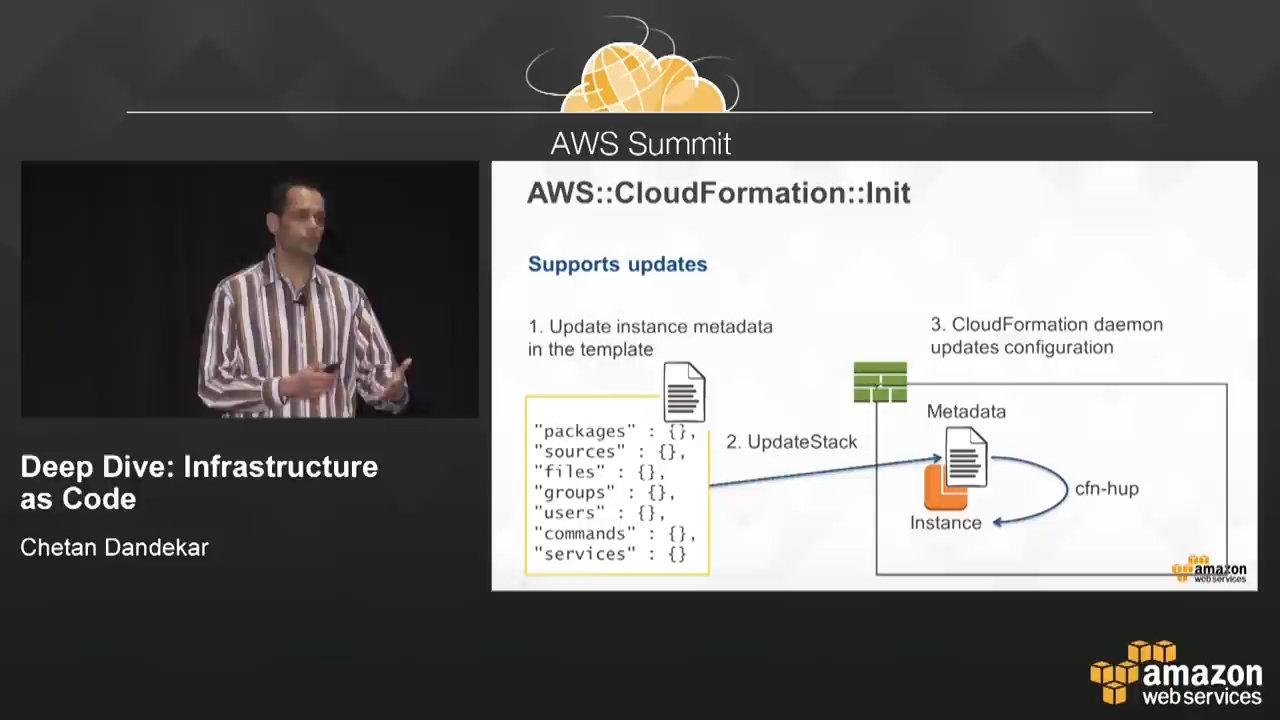 AWS Summit
AWS::CloudFormation::Init
Supports updates
1. Update instance metadata
in the template
"packages" : {},
"sources" : {},
"files" : {},
"groups" : {},
"users" : {},
"commands" : {},
"services" : {}
2. UpdateStack
3. CloudFormation daemon
updates configuration
Metadata
cfn-hup
Instance
amazon
web services
Deep Dive: Infrastructure
as Code
Chetan Dandekar
amazon
web services